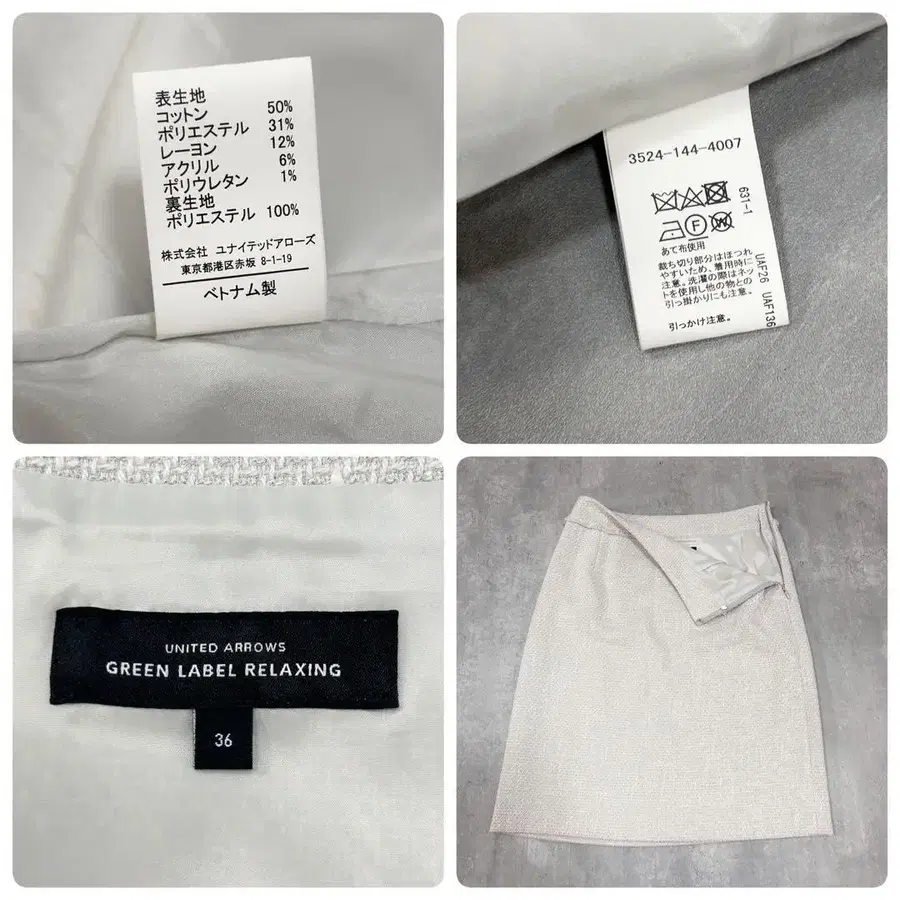 表生地
コットン 50%
ポリエステル 31%
レーヨン 12%
アクリル 6%
ポリウレタン 1%
裏生地
ポリエステル 100%
株式会社 ユナイテッドアローズ
東京都港区赤坂 8-1-19
ベトナム製
3524-144-4007
631-1
F
W
あて布使用
裁ち切り部分はほつれ
やすいため、着用時に
注意。洗濯の際はネッ
トを使用し他の物との
引っ掛かりにも注意。
引っかけ注意。
UAF26 UAF136
UNITED ARROWS
GREEN LABEL RELAXING
36